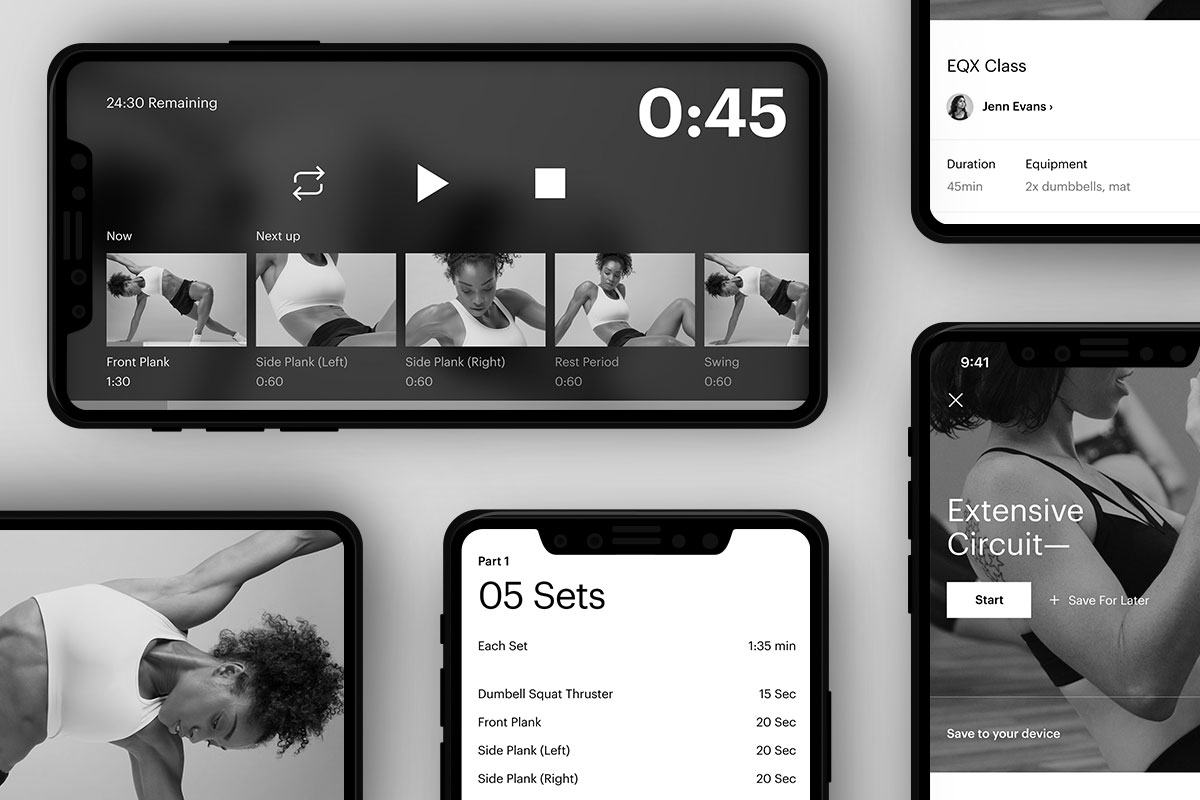 24:30 Remaining
0:45
Now
Next up
Front Plank
1:30
Side Plank (Left)
0:60
Side Plank (Right)
0:60
Rest Period
0:60
Swing
0:60
EQX Class
Jenn Evans ›
Duration
Equipment
45min
2x dumbbells, mat
Part 1
05 Sets
Each Set
1:35 min
Dumbell Squat Thruster
15 Sec
Front Plank
20 Sec
Side Plank (Left)
20 Sec
Side Plank (Right)
20 Sec
9:41
Extensive
Circuit—
Start
+ Save For Later
Save to your device